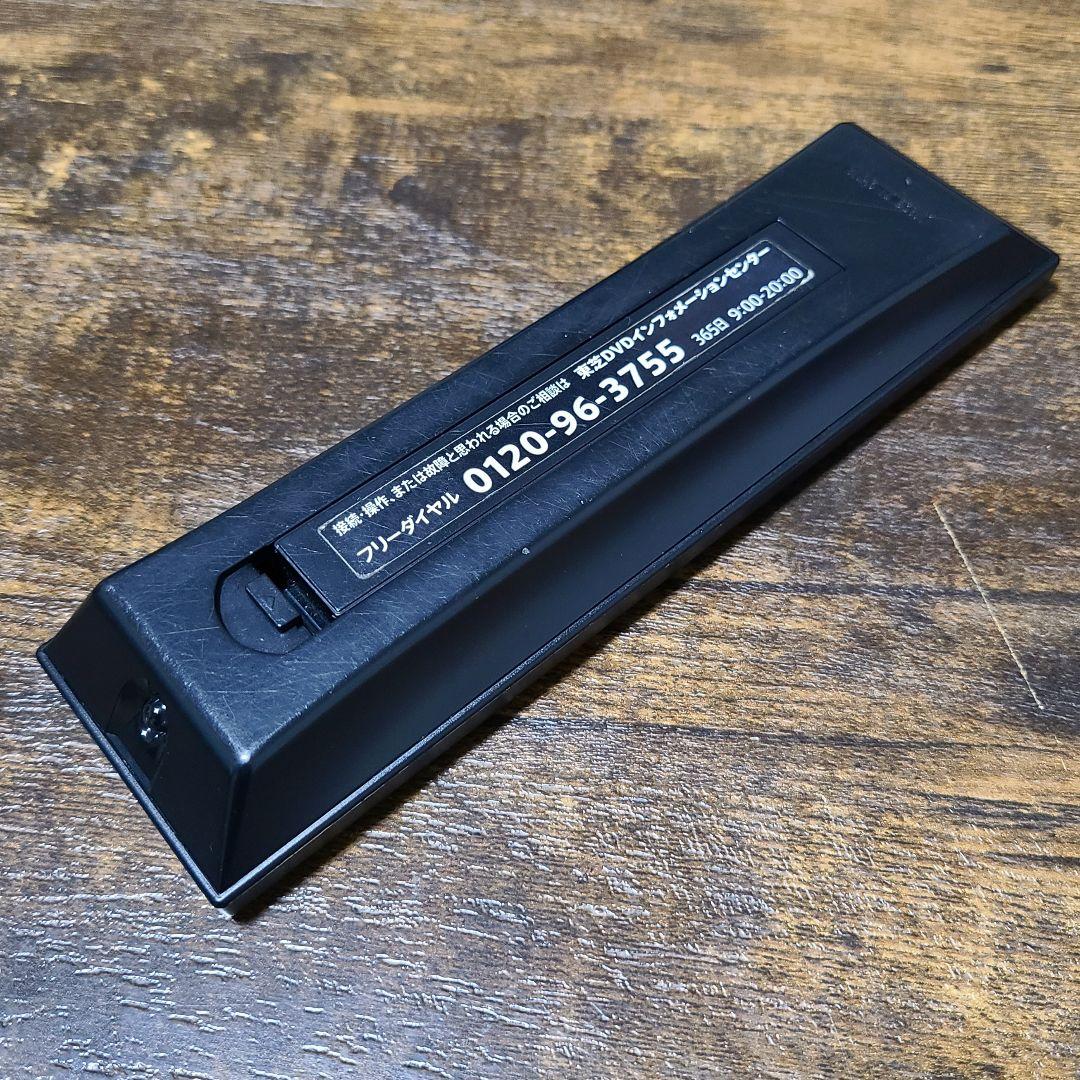 接続・操作、または故障と思われる場合のご相談は 東芝DVDインフォメーションセンター
フリーダイヤル 0120-96-3755 365日 9:00-20:00